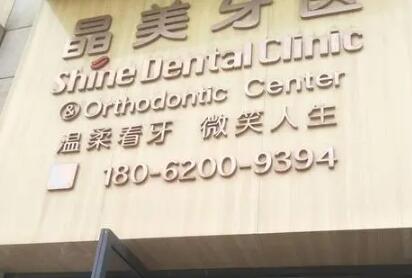 晶美牙医
Shine Dental Clinic
& Orthodontic Center
温柔看牙 微笑人生
180-6200-9394